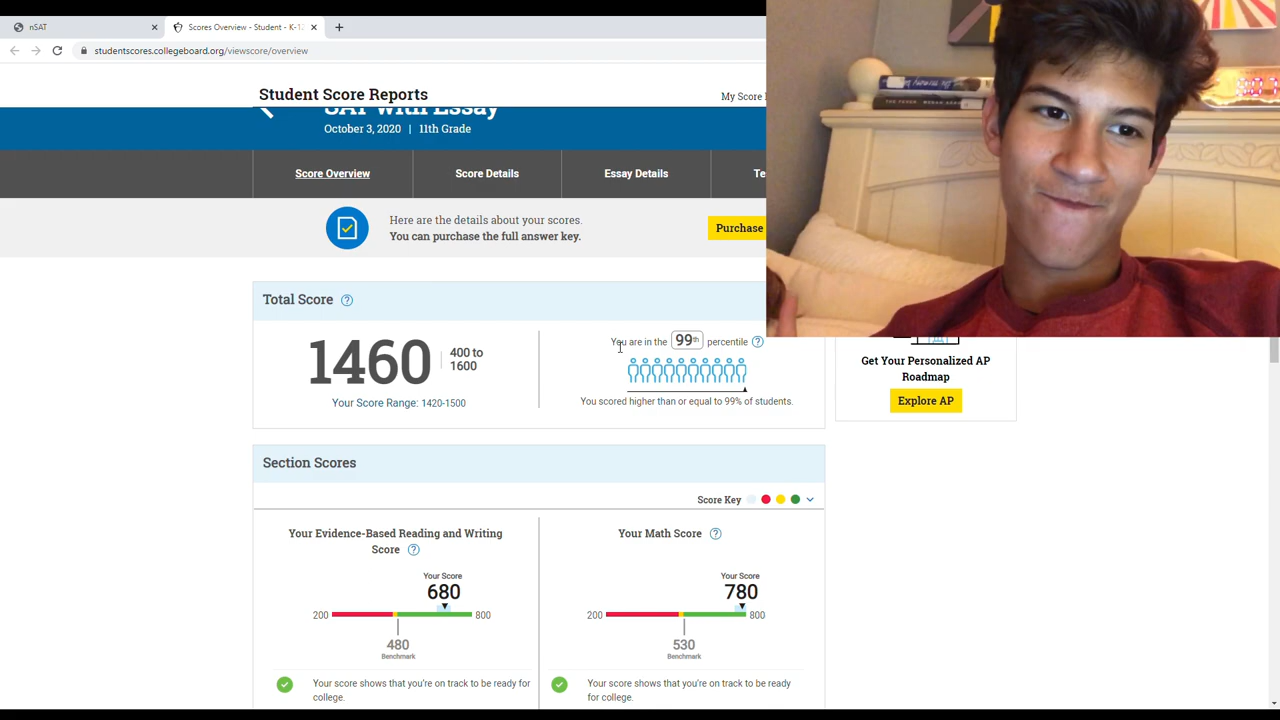 nSAT
Scores Overview - Student - K-12
studentscores.collegeboard.org/viewscore/overview
Student Score Reports
My Score
SAT with Essay
October 3, 2020 | 11th Grade
Score Overview
Score Details
Essay Details
Te
Here are the details about your scores.
You can purchase the full answer key.
Purchase
Total Score ?
1460
400 to
1600
Your Score Range: 1420-1500
You are in the 99th percentile ?
You scored higher than or equal to 99% of students.
Get Your Personalized AP
Roadmap
Explore AP
Section Scores
Score Key
Your Evidence-Based Reading and Writing
Score ?
Your Score
680
200
800
480
Benchmark
Your score shows that you're on track to be ready for
college.
Your Math Score ?
Your Score
780
200
800
530
Benchmark
Your score shows that you're on track to be ready
for college.